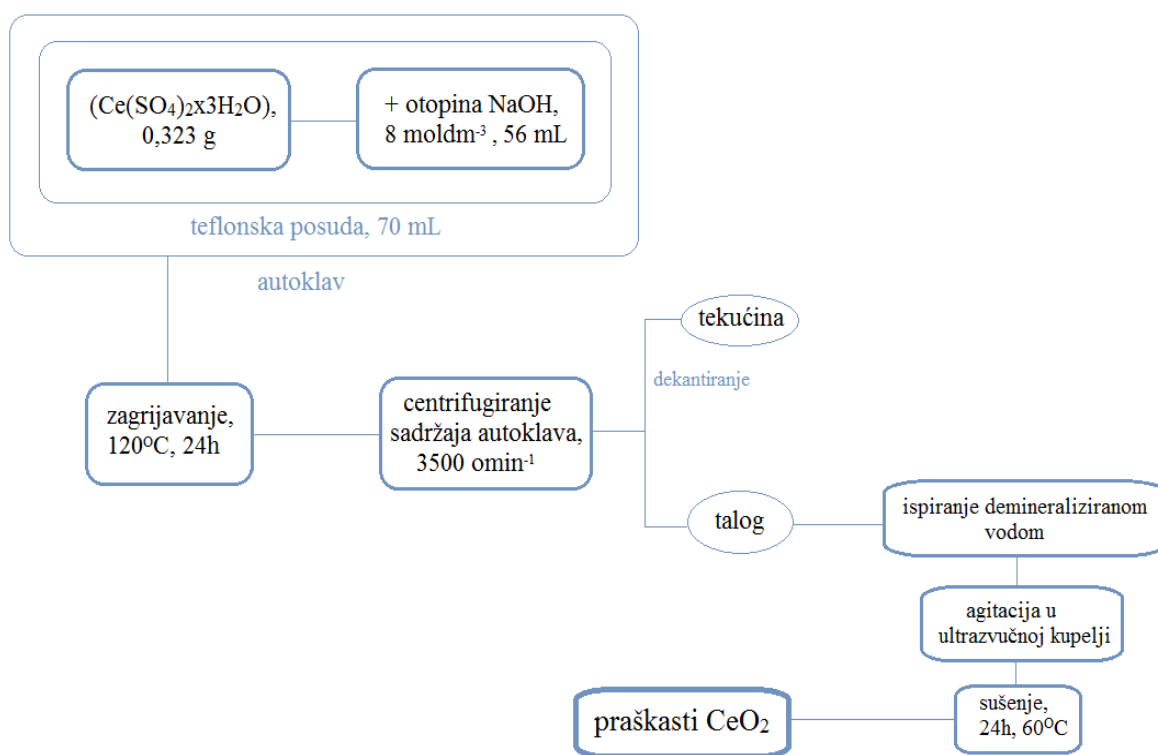 (Ce(SO₄)₂x3H₂O),
0,323 g
+ otopina NaOH,
8 moldm⁻³ , 56 mL
teflonska posuda, 70 mL
autoklav
zagrijavanje,
120ᴼC, 24h
centrifugiranje
sadržaja autoklava,
3500 omin⁻¹
tekućina
dekantiranje
talog
ispiranje demineraliziranom
vodom
agitacija u
ultrazvučnoj kupelji
sušenje,
24h, 60ᴼC
praškasti CeO₂